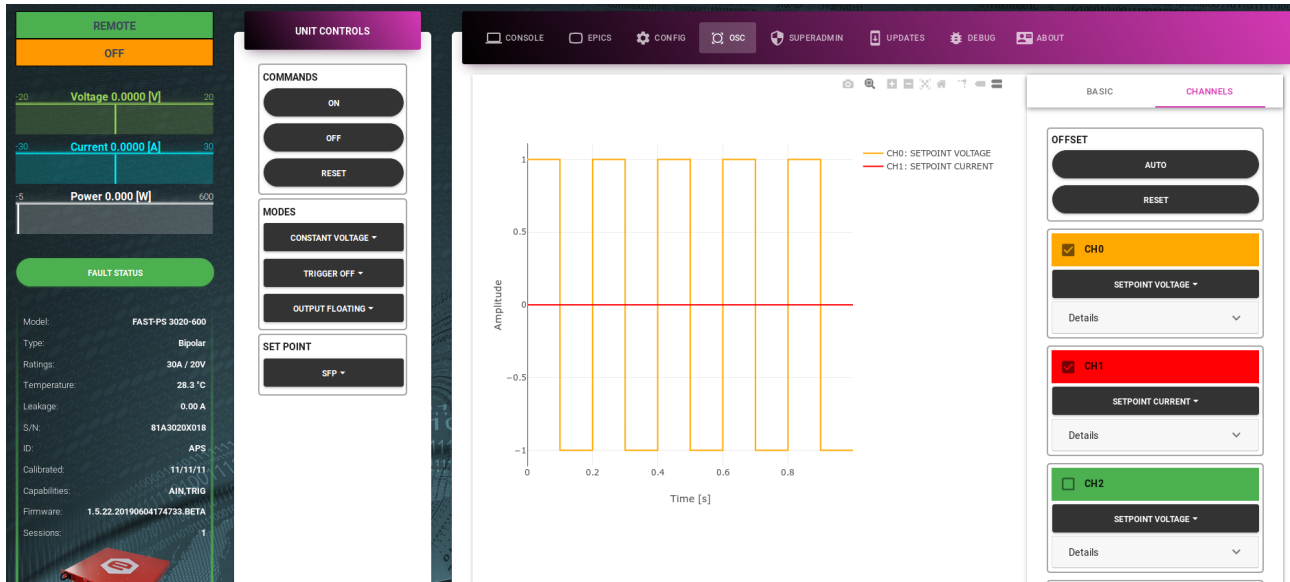 REMOTE
OFF
-20 Voltage 0.0000 [V] 20
-30 Current 0.0000 [A] 30
-5 Power 0.000 [W] 600
FAULT STATUS
Model: FAST-PS 3020-600
Type: Bipolar
Ratings: 30A / 20V
Temperature: 28.3 °C
Leakage: 0.00 A
S/N: 81A3020X018
ID: APS
Calibrated: 11/11/11
Capabilities: AIN,TRIG
Firmware: 1.5.22.20190604174733.BETA
Sessions: 1
UNIT CONTROLS
COMMANDS
ON
OFF
RESET
MODES
CONSTANT VOLTAGE
TRIGGER OFF
OUTPUT FLOATING
SET POINT
SFP
CONSOLE EPICS CONFIG OSC SUPERADMIN UPDATES DEBUG ABOUT
CH0: SETPOINT VOLTAGE
CH1: SETPOINT CURRENT
1
0.5
0
−0.5
−1
Amplitude
0 0.2 0.4 0.6 0.8
Time [s]
BASIC CHANNELS
OFFSET
AUTO
RESET
CH0
SETPOINT VOLTAGE
Details
CH1
SETPOINT CURRENT
Details
CH2
SETPOINT VOLTAGE
Details